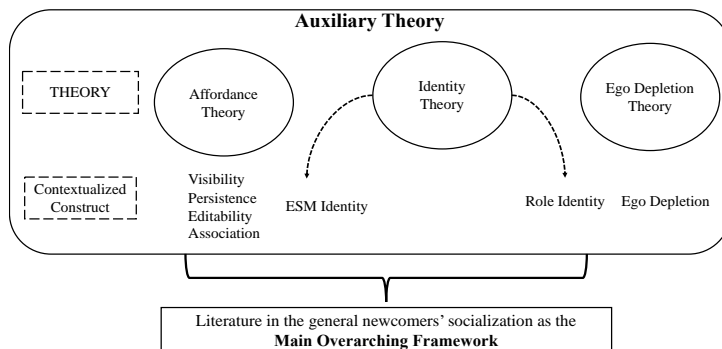 Auxiliary Theory
THEORY
Affordance
Theory
Identity
Theory
Ego Depletion
Theory
Contextualized
Construct
Visibility
Persistence
Editability
Association
ESM Identity
Role Identity
Ego Depletion
Literature in the general newcomers’ socialization as the
Main Overarching Framework